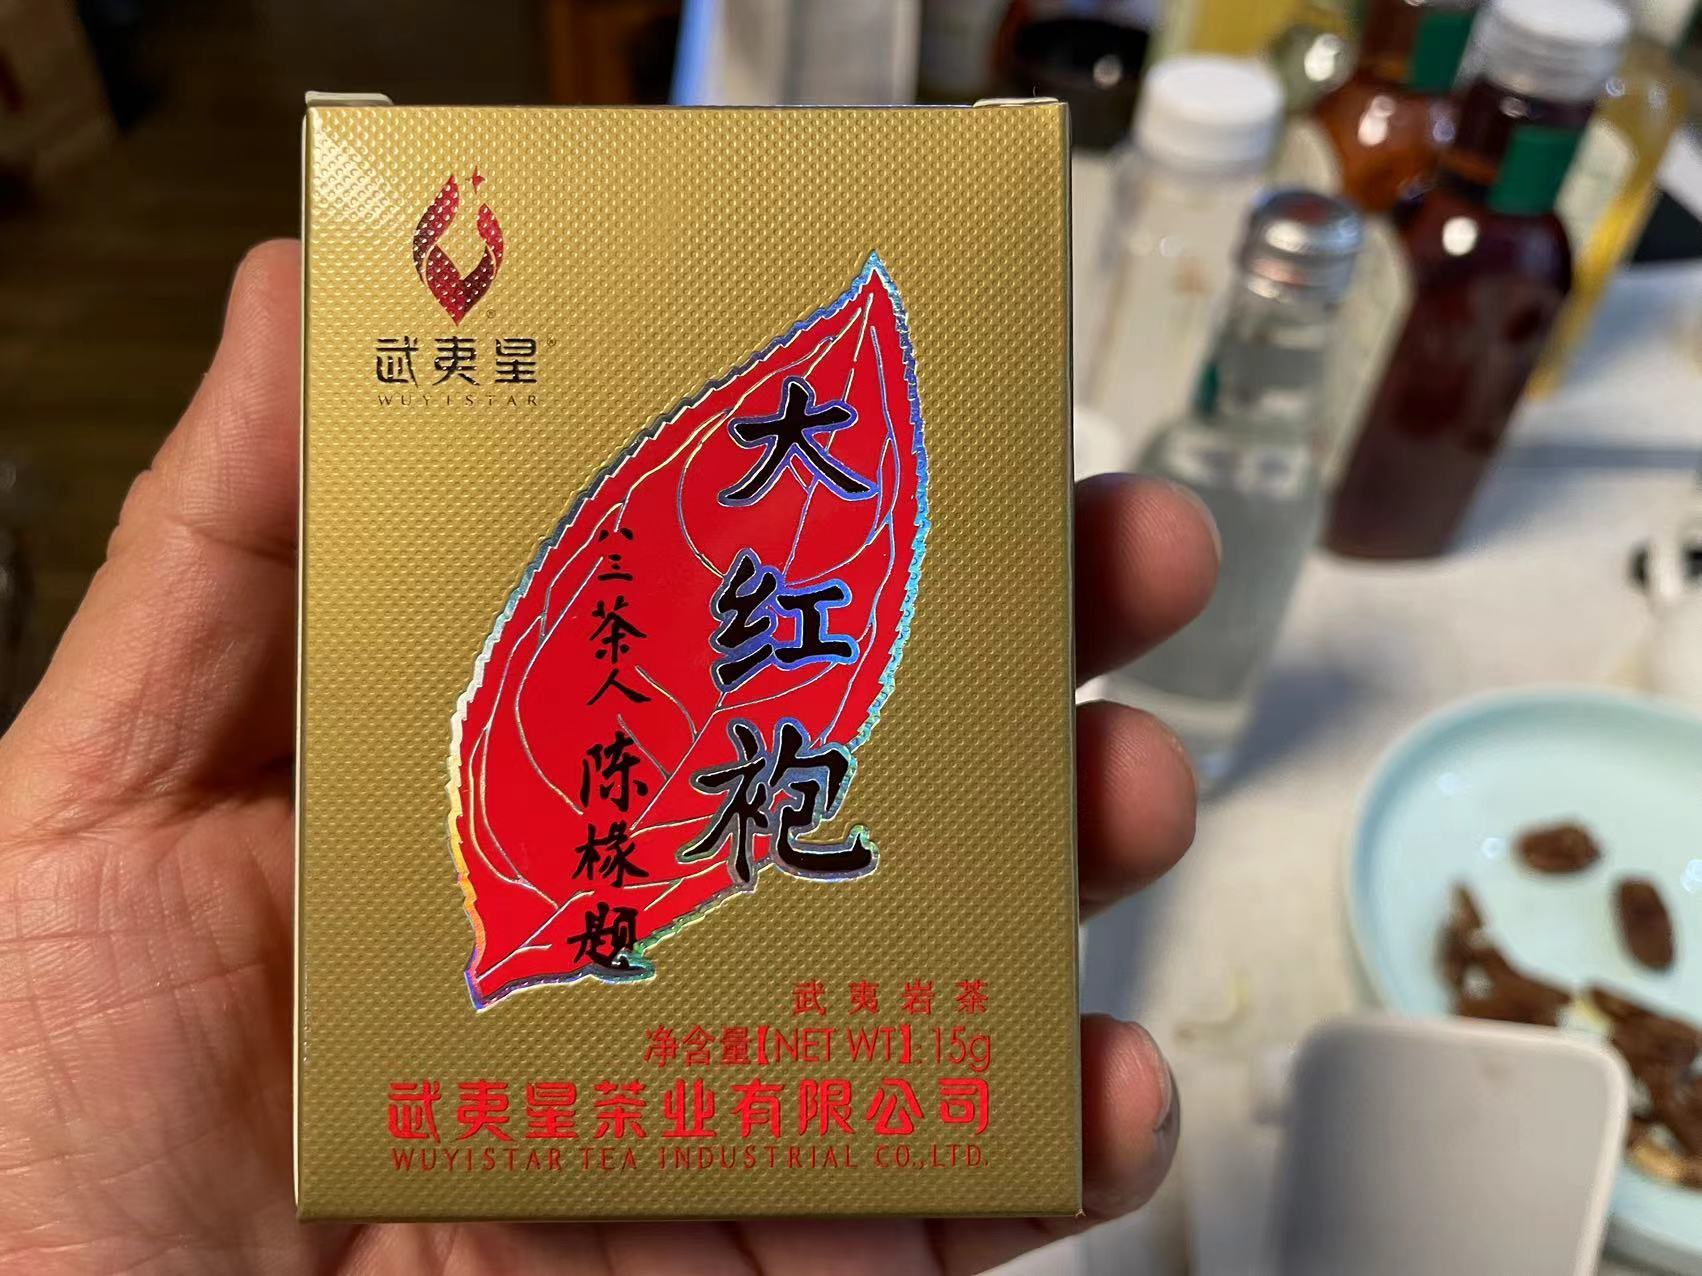 武夷星
WUYISTAR
大红袍
八三茶人 陈椽题
武夷岩茶
净含量【NET WT】:15g
武夷星茶业有限公司
WUYISTAR TEA INDUSTRIAL CO.,LTD.